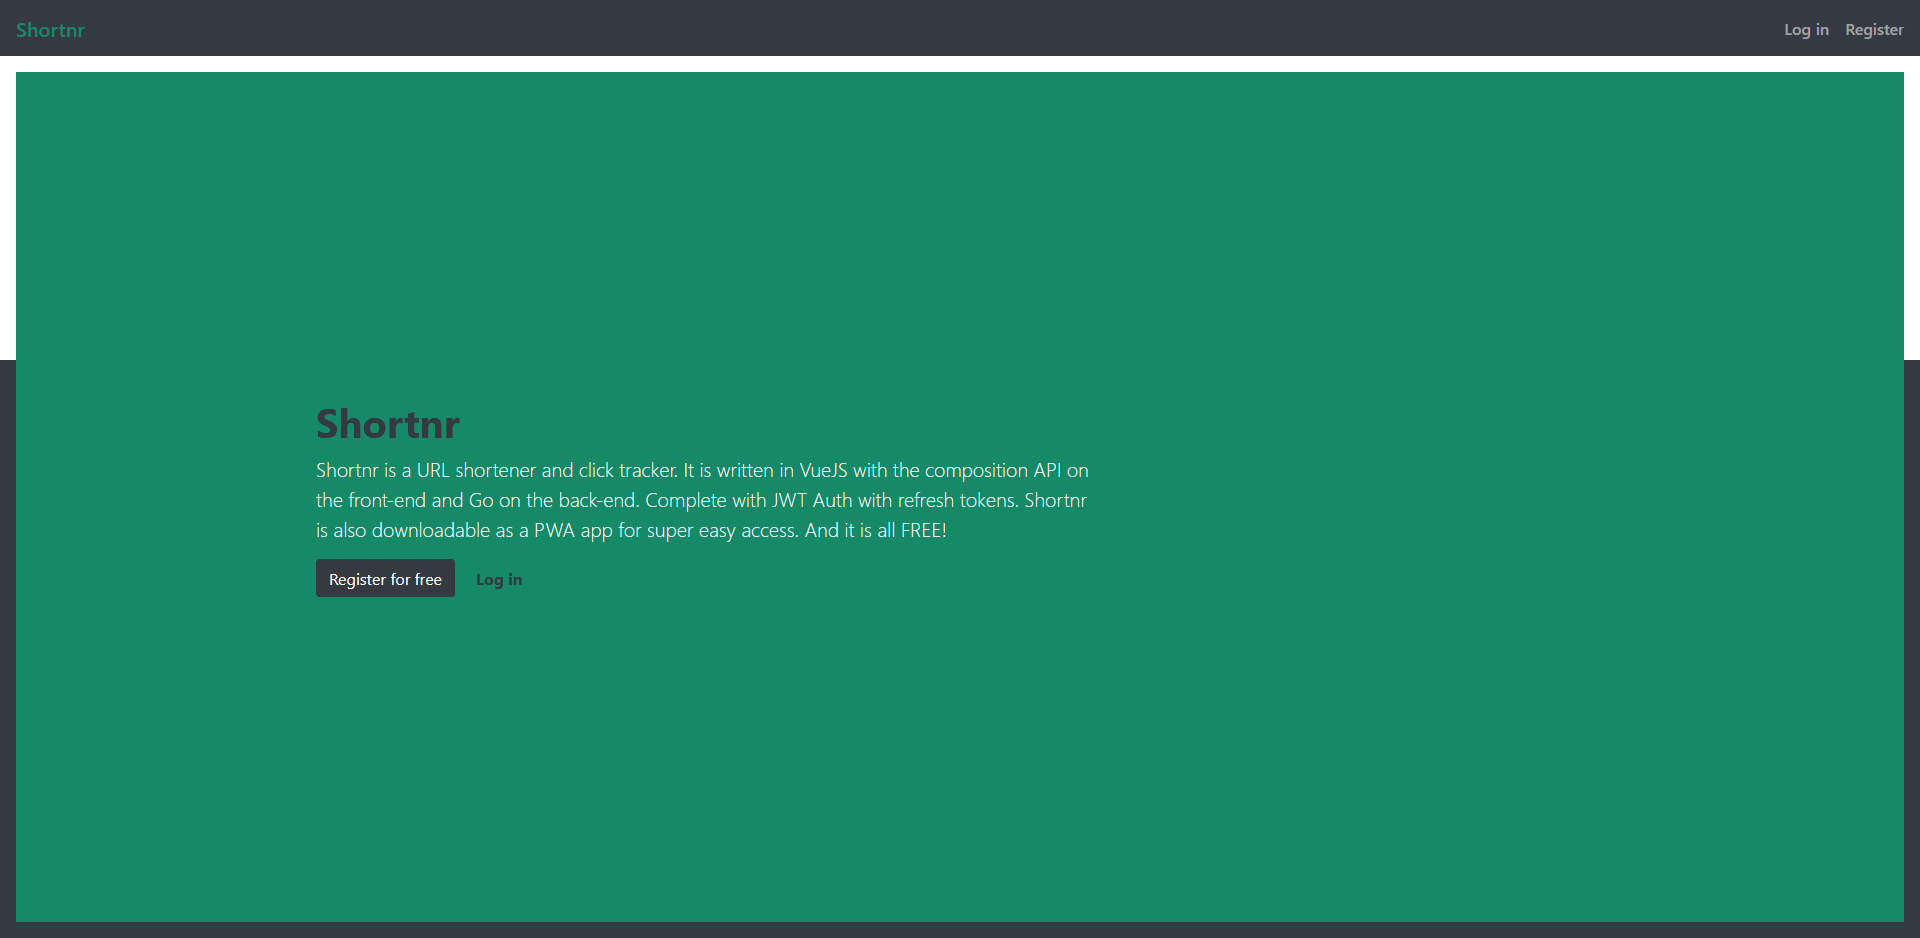 Shortnr
Log in
Register
Shortnr
Shortnr is a URL shortener and click tracker. It is written in VueJS with the composition API on
the front-end and Go on the back-end. Complete with JWT Auth with refresh tokens. Shortnr
is also downloadable as a PWA app for super easy access. And it is all FREE!
Register for free
Log in